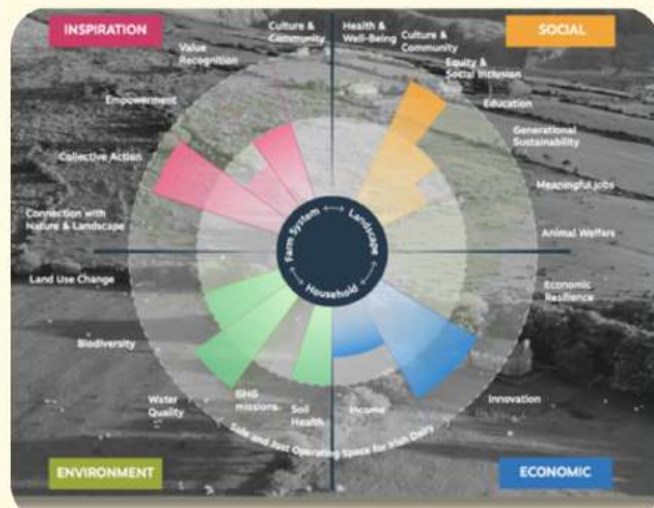 INSPIRATION
SOCIAL
Culture &
Community
Health &
Well-Being
Culture &
Community
Value
Recognition
Equity &
Social Inclusion
Empowerment
Education
Generational
Sustainability
Collective Action
Meaningful jobs
Connection with
Nature & Landscape
Animal Welfare
Farm System
Landscape
Household
Land Use Change
Economic
Resilience
Biodiversity
Water
Quality
GHG
missions
Soil
Health
Income
Innovation
Safe and Just Operating Space for Irish Dairy
ENVIRONMENT
ECONOMIC